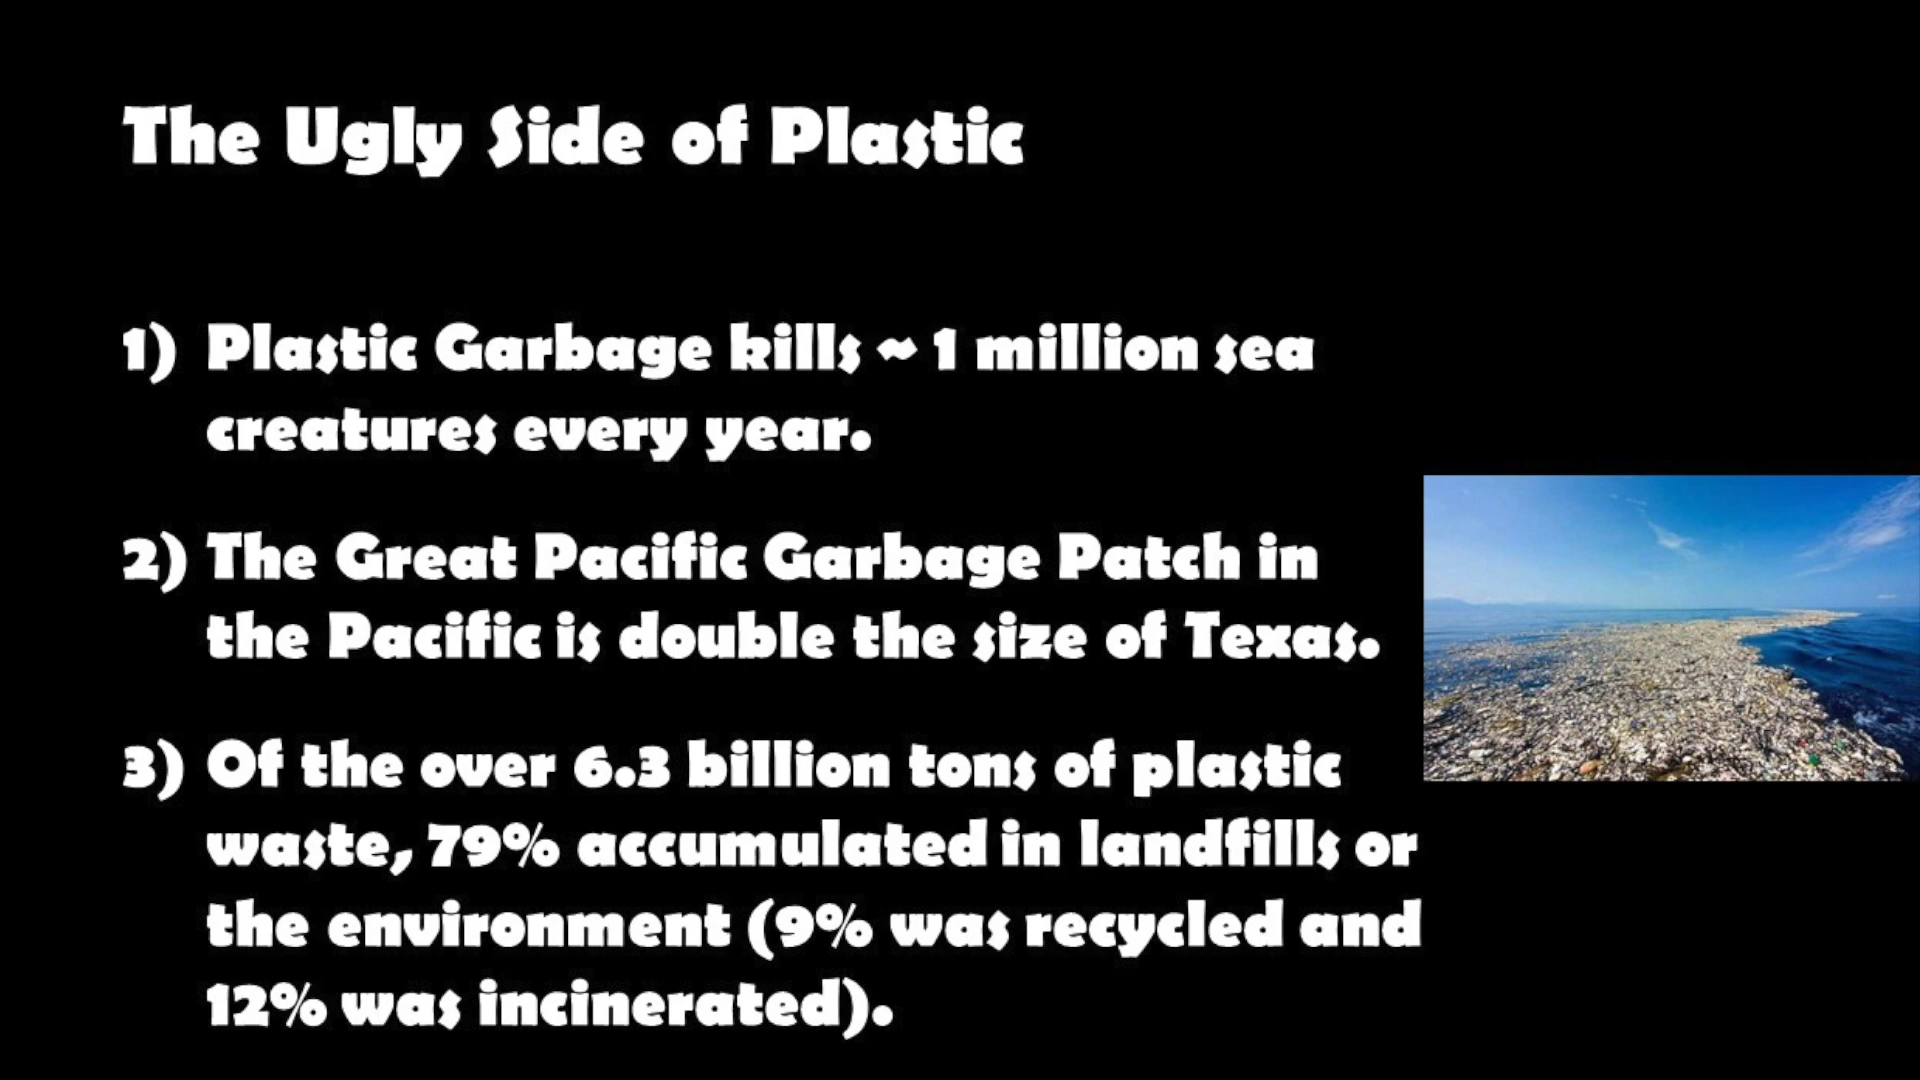 The Ugly Side of Plastic
1) Plastic Garbage kills ~ 1 million sea
creatures every year.
2) The Great Pacific Garbage Patch in
the Pacific is double the size of Texas.
3) Of the over 6.3 billion tons of plastic
waste, 79% accumulated in landfills or
the environment (9% was recycled and
12% was incinerated).